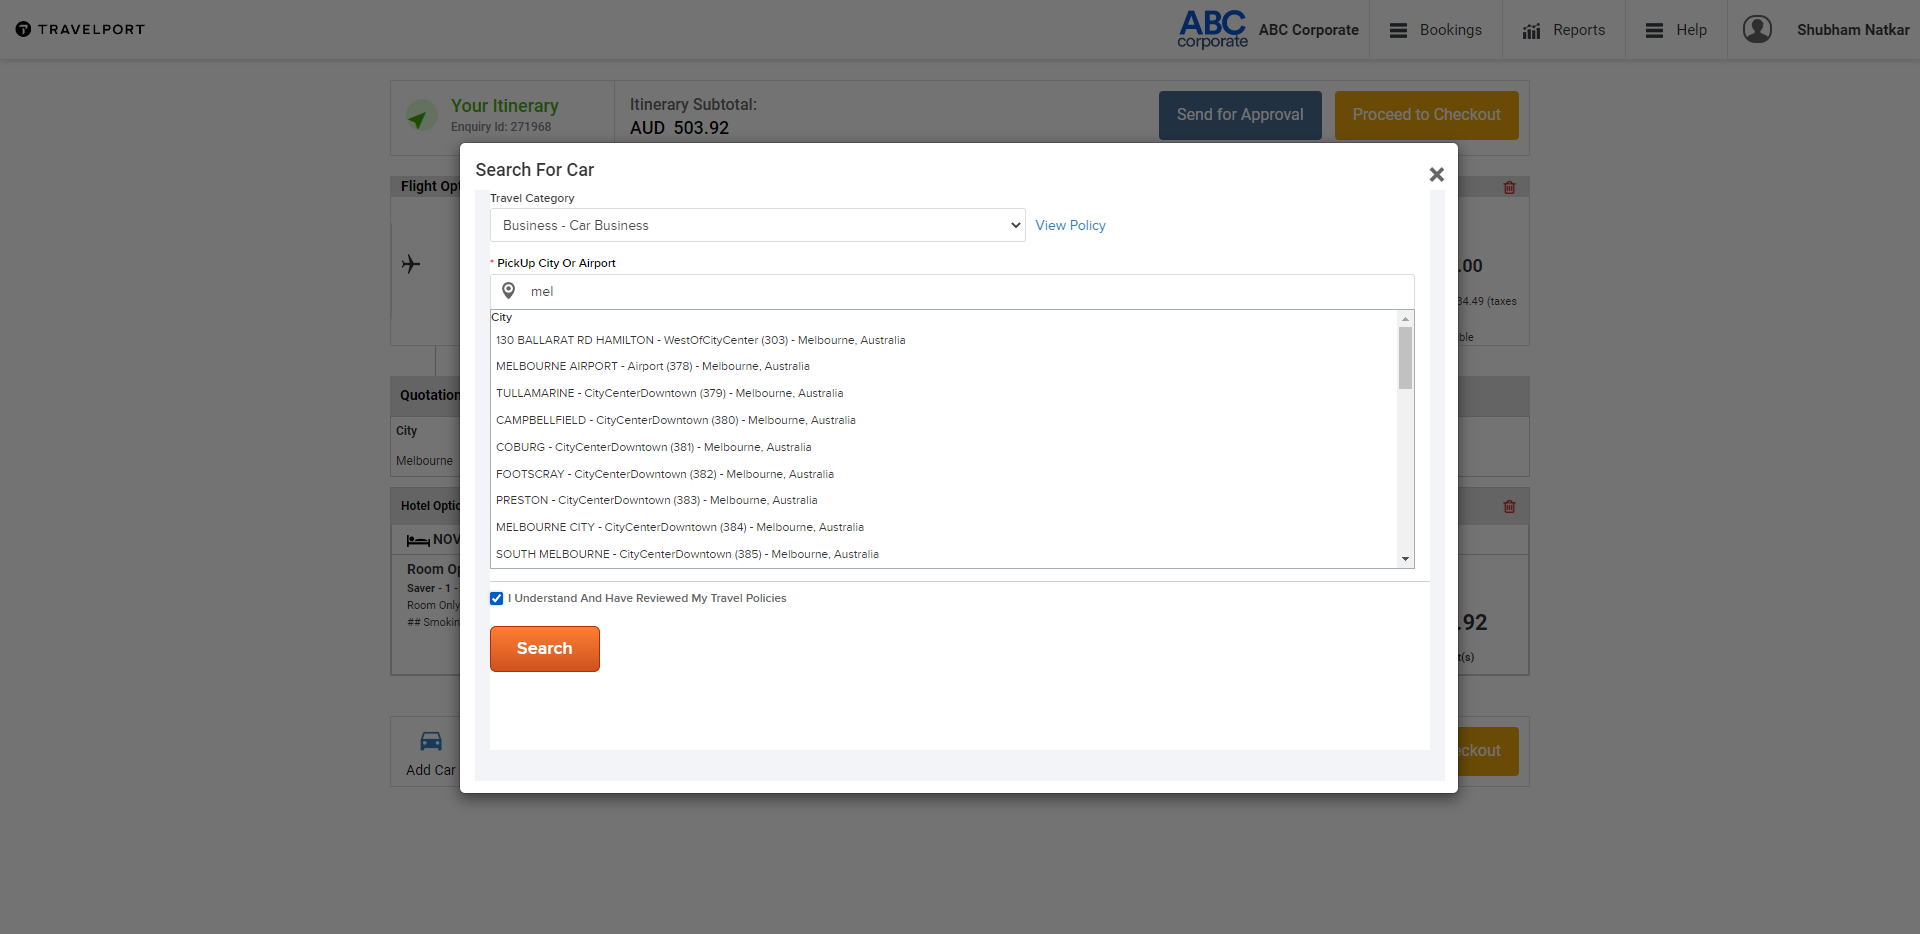 TRAVELPORT
ABC
corporate
ABC Corporate
Bookings
Reports
Help
Shubham Natkar
Your Itinerary
Enquiry Id: 271968
Itinerary Subtotal:
AUD 503.92
Send for Approval
Proceed to Checkout
Search For Car
Flight Opt
Travel Category
Business - Car Business
View Policy
* PickUp City Or Airport
.00
mel
34.49 (taxes
City
ble
130 BALLARAT RD HAMILTON - WestOfCityCenter (303) - Melbourne, Australia
MELBOURNE AIRPORT - Airport (378) - Melbourne, Australia
TULLAMARINE - CityCenterDowntown (379) - Melbourne, Australia
Quotation
CAMPBELLFIELD - CityCenterDowntown (380) - Melbourne, Australia
City
COBURG - CityCenterDowntown (381) - Melbourne, Australia
Melbourne
FOOTSCRAY - CityCenterDowntown (382) - Melbourne, Australia
PRESTON - CityCenterDowntown (383) - Melbourne, Australia
Hotel Optio
MELBOURNE CITY - CityCenterDowntown (384) - Melbourne, Australia
NOV
SOUTH MELBOURNE - CityCenterDowntown (385) - Melbourne, Australia
Room Op
Saver - 1 -
I Understand And Have Reviewed My Travel Policies
Room Only
## Smokin
.92
Search
t(s)
Add Car
eckout